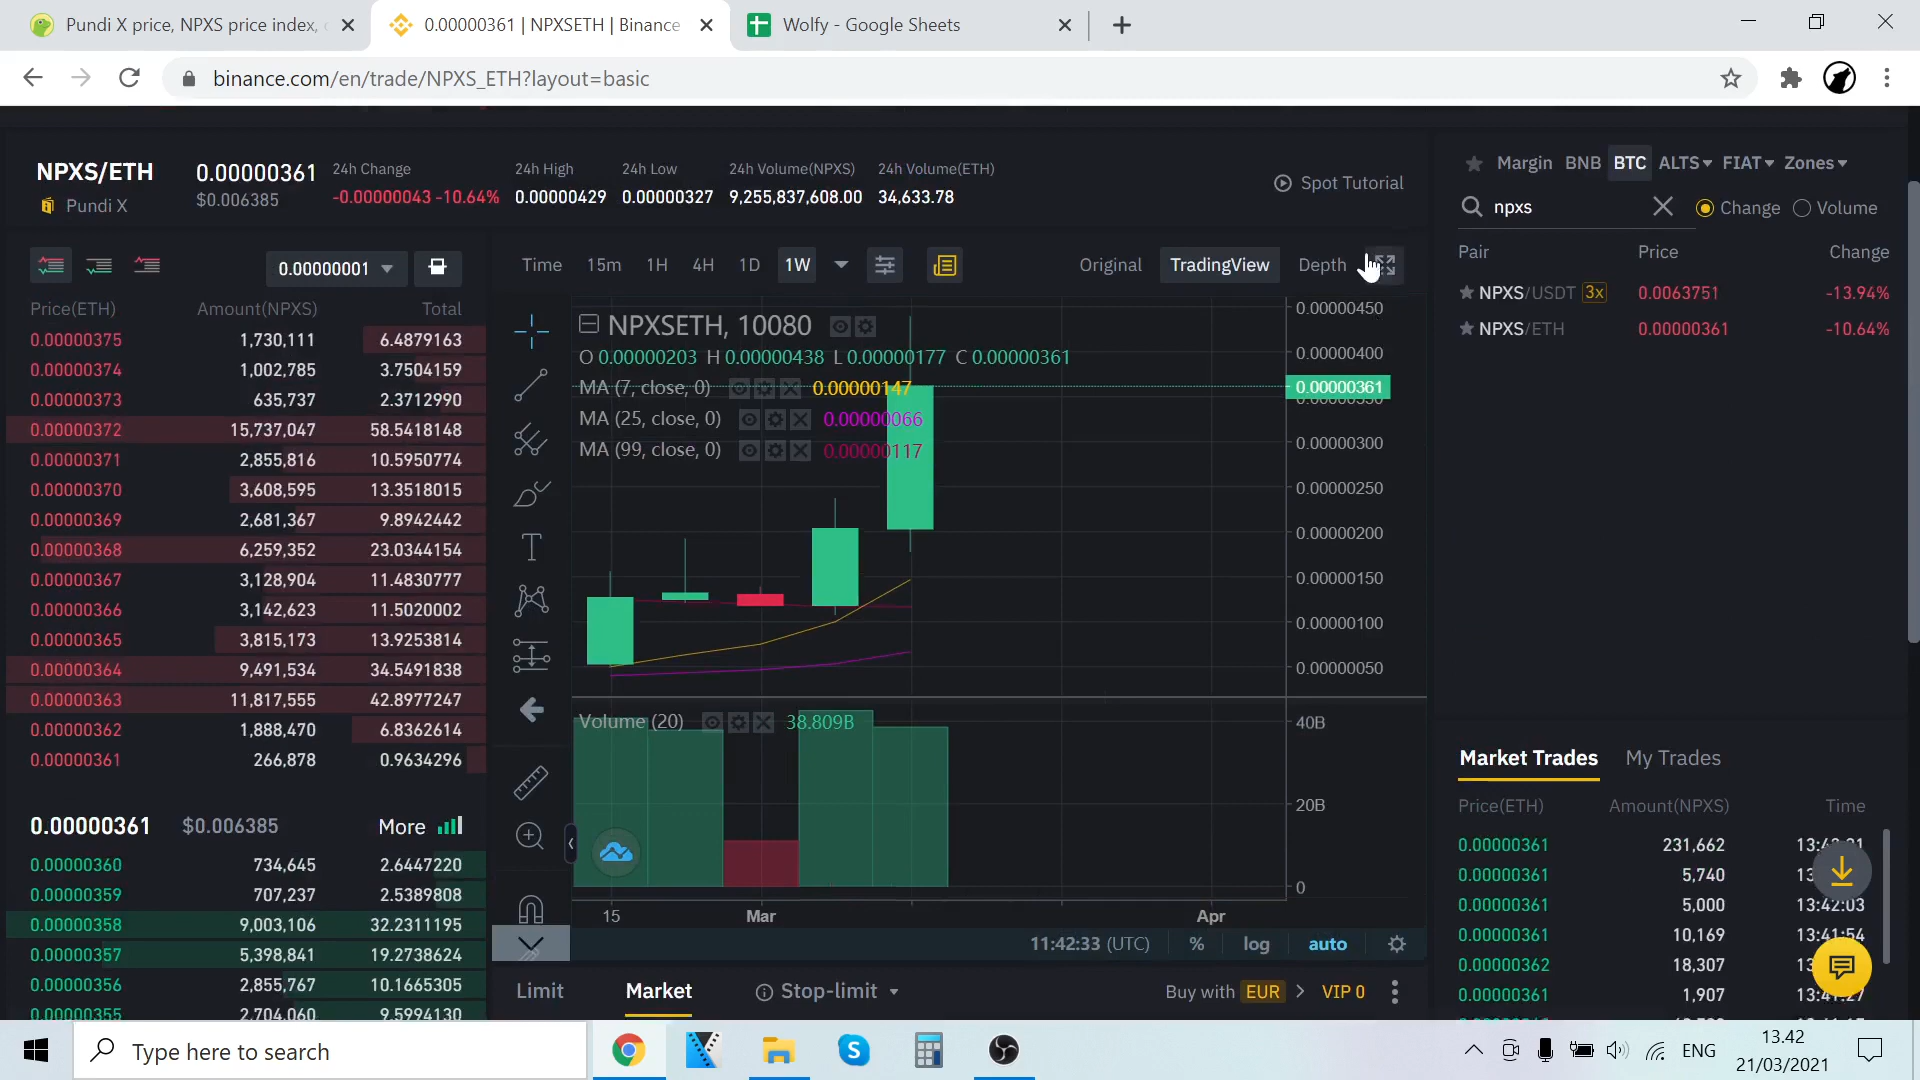 Pundi X price, NPXS price index,
0.00000361 | NPXSETH | Binance
Wolfy - Google Sheets
binance.com/en/trade/NPXS_ETH?layout=basic
NPXS/ETH
Pundi X
0.00000361
$0.006385
24h Change
-0.00000043 -10.64%
24h High
0.00000429
24h Low
0.00000327
24h Volume(NPXS)
9,255,837,608.00
24h Volume(ETH)
34,633.78
Spot Tutorial
0.00000001
Price(ETH) Amount(NPXS) Total
0.00000375 1,730,111 6.4879163
0.00000374 1,002,785 3.7504159
0.00000373 635,737 2.3712990
0.00000372 15,737,047 58.5418148
0.00000371 2,855,816 10.5950774
0.00000370 3,608,595 13.3518015
0.00000369 2,681,367 9.8942442
0.00000368 6,259,352 23.0344154
0.00000367 3,128,904 11.4830777
0.00000366 3,142,623 11.5020002
0.00000365 3,815,173 13.9253814
0.00000364 9,491,534 34.5491838
0.00000363 11,817,555 42.8977247
0.00000362 1,888,470 6.8362614
0.00000361 266,878 0.9634296
0.00000361 $0.006385 More
0.00000360 734,645 2.6447220
0.00000359 707,237 2.5389808
0.00000358 9,003,106 32.2311195
0.00000357 5,398,841 19.2738624
0.00000356 2,855,767 10.1665305
0.00000355 2,704,060 9.5994130
Time 15m 1H 4H 1D 1W
Original TradingView Depth
NPXSETH, 10080
O 0.00000203 H 0.00000438 L 0.00000177 C 0.00000361
MA (7, close, 0) 0.00000147
MA (25, close, 0) 0.00000066
MA (99, close, 0) 0.00000117
0.00000450
0.00000400
0.00000361
0.00000350
0.00000300
0.00000250
0.00000200
0.00000150
0.00000100
0.00000050
Volume (20) 38.809B
40B
20B
0
15 Mar Apr
11:42:33 (UTC) % log auto
Limit Market Stop-limit
Buy with EUR VIP 0
Margin BNB BTC ALTS FIAT Zones
npxs
Change Volume
Pair Price Change
NPXS/USDT 3x 0.0063751 -13.94%
NPXS/ETH 0.00000361 -10.64%
Market Trades My Trades
Price(ETH) Amount(NPXS) Time
0.00000361 231,662
0.00000361 5,740
0.00000361 5,000 13:42:03
0.00000361 10,169 13:41:54
0.00000362 18,307
0.00000361 1,907
Type here to search
ENG
13.42
21/03/2021